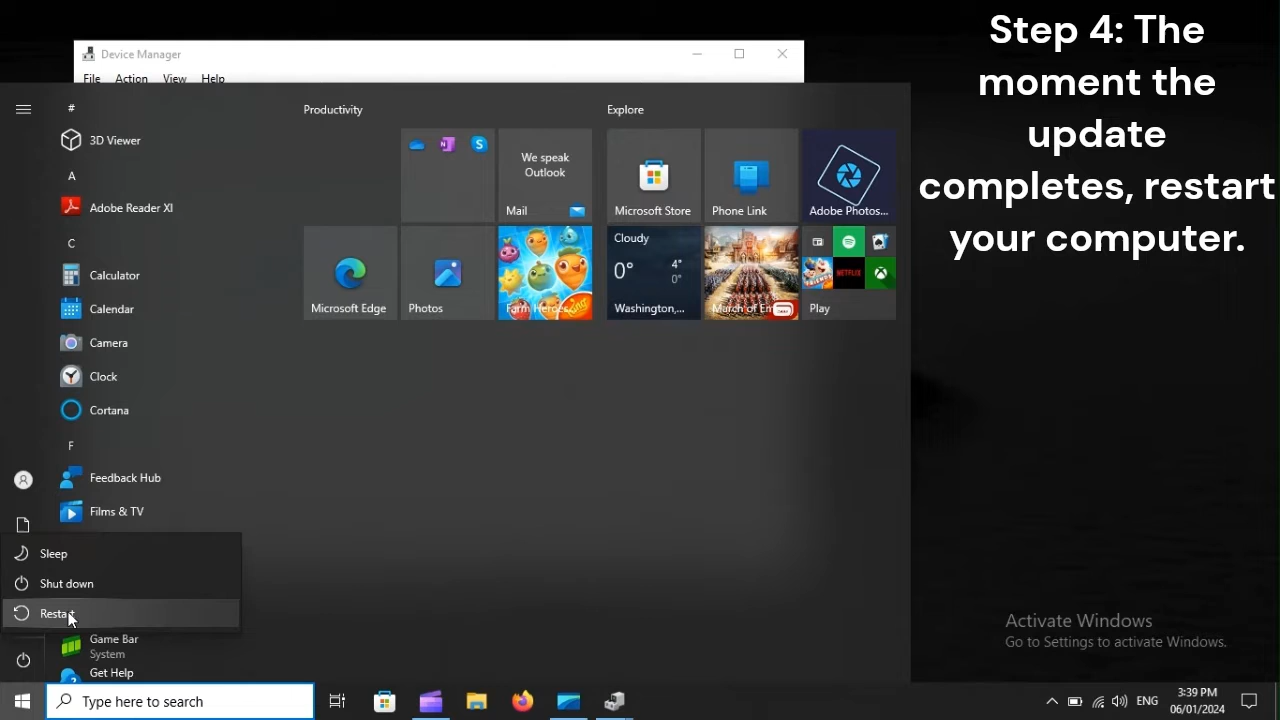 Device Manager
File Action View Help
Step 4: The
moment the
update
completes, restart
your computer.
#
3D Viewer
A
Adobe Reader XI
C
Calculator
Calendar
Camera
Clock
Cortana
F
Feedback Hub
Films & TV
Sleep
Shut down
Restart
Game Bar
System
Get Help
Productivity
We speak
Outlook
Mail
Microsoft Edge
Photos
Explore
Microsoft Store
Phone Link
Adobe Photos...
Cloudy
0° 4°
0°
Washington,...
NETFLIX
Play
Activate Windows
Go to Settings to activate Windows.
Type here to search
ENG
3:39 PM
06/01/2024